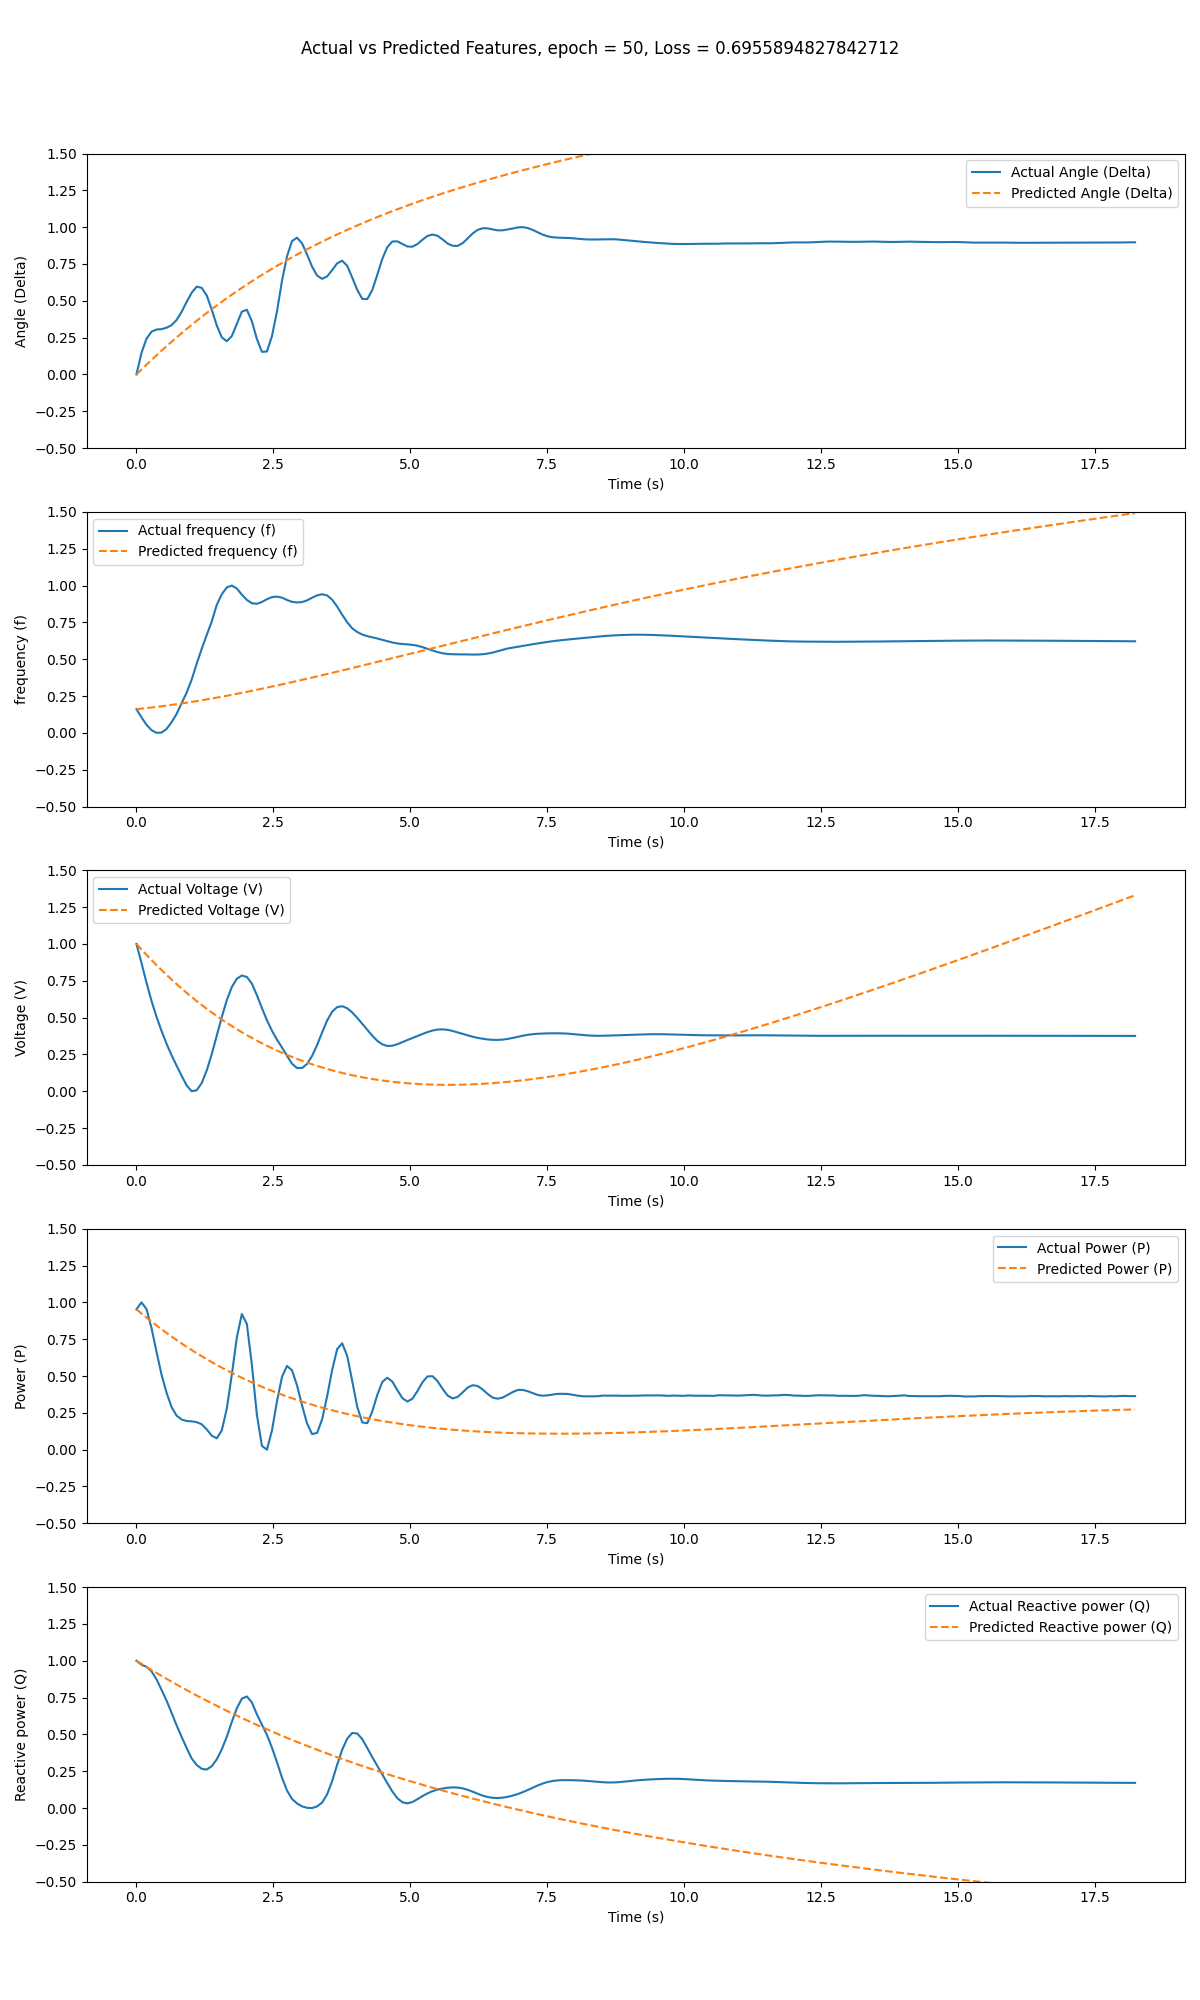 Actual vs Predicted Features, epoch = 50, Loss = 0.6955894827842712
1.50
1.25
1.00
0.75
0.50
0.25
0.00
−0.25
−0.50
Angle (Delta)
Actual Angle (Delta)
Predicted Angle (Delta)
0.0 2.5 5.0 7.5 10.0 12.5 15.0 17.5
Time (s)
1.50
1.25
1.00
0.75
0.50
0.25
0.00
−0.25
−0.50
frequency (f)
Actual frequency (f)
Predicted frequency (f)
0.0 2.5 5.0 7.5 10.0 12.5 15.0 17.5
Time (s)
1.50
1.25
1.00
0.75
0.50
0.25
0.00
−0.25
−0.50
Voltage (V)
Actual Voltage (V)
Predicted Voltage (V)
0.0 2.5 5.0 7.5 10.0 12.5 15.0 17.5
Time (s)
1.50
1.25
1.00
0.75
0.50
0.25
0.00
−0.25
−0.50
Power (P)
Actual Power (P)
Predicted Power (P)
0.0 2.5 5.0 7.5 10.0 12.5 15.0 17.5
Time (s)
1.50
1.25
1.00
0.75
0.50
0.25
0.00
−0.25
−0.50
Reactive power (Q)
Actual Reactive power (Q)
Predicted Reactive power (Q)
0.0 2.5 5.0 7.5 10.0 12.5 15.0 17.5
Time (s)